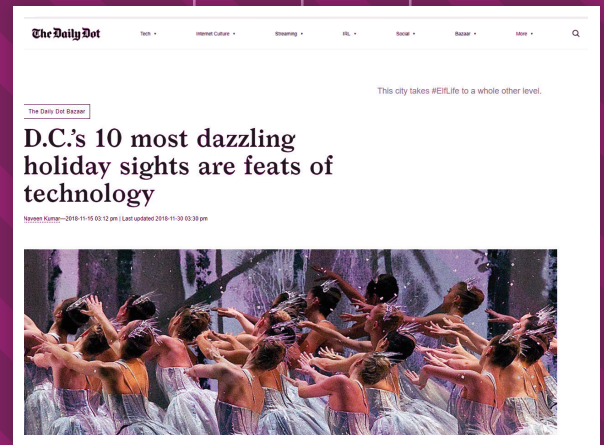 The Daily Dot
Tech
Internet Culture
Streaming
IRL
Social
Bazaar
More
This city takes #ElfLife to a whole other level.
The Daily Dot Bazaar
D.C.'s 10 most dazzling
holiday sights are feats of
technology
Naveen Kumar—2018-11-15 03:12 pm | Last updated 2018-11-30 03:30 pm